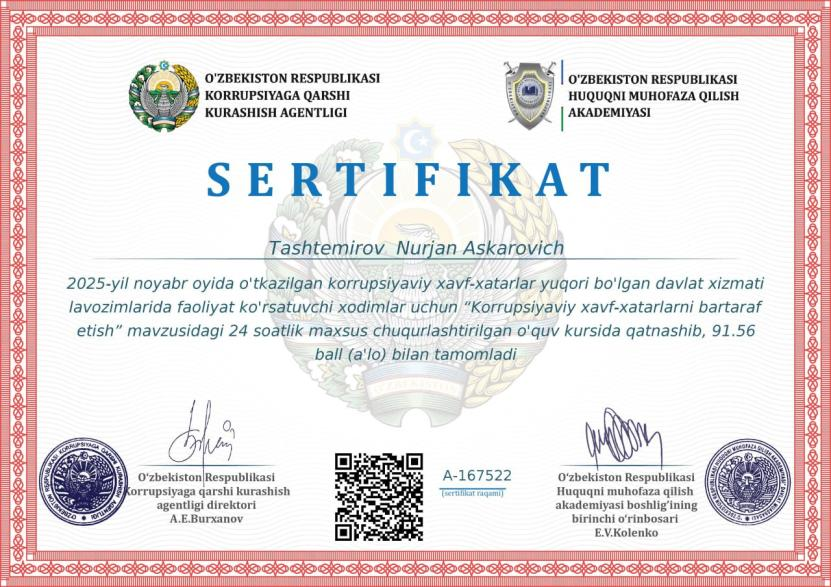 O'ZBEKISTON RESPUBLIKASI
KORRUPSIYAGA QARSHI
KURASHISH AGENTLIGI
O'ZBEKISTON RESPUBLIKASI
HUQUQNI MUHOFAZA QILISH
AKADEMIYASI
SERTIFIKAT
Tashtemirov Nurjan Askarovich
2025-yil noyabr oyida o'tkazilgan korrupsiyaviy xavf-xatarlar yuqori bo'lgan davlat xizmati
lavozimlarida faoliyat ko'rsatuvchi xodimlar uchun “Korrupsiyaviy xavf-xatarlarni bartaraf
etish” mavzusidagi 24 soatlik maxsus chuqurlashtirilgan o'quv kursida qatnashib, 91.56
ball (a'lo) bilan tamomladi
O‘zbekiston Respublikasi
Korrupsiyaga qarshi kurashish
agentligi direktori
A.E.Burxanov
A-167522
(sertifikat raqami)
O‘zbekiston Respublikasi
Huquqni muhofaza qilish
akademiyasi boshlig‘ining
birinchi o‘rinbosari
E.V.Kolenko